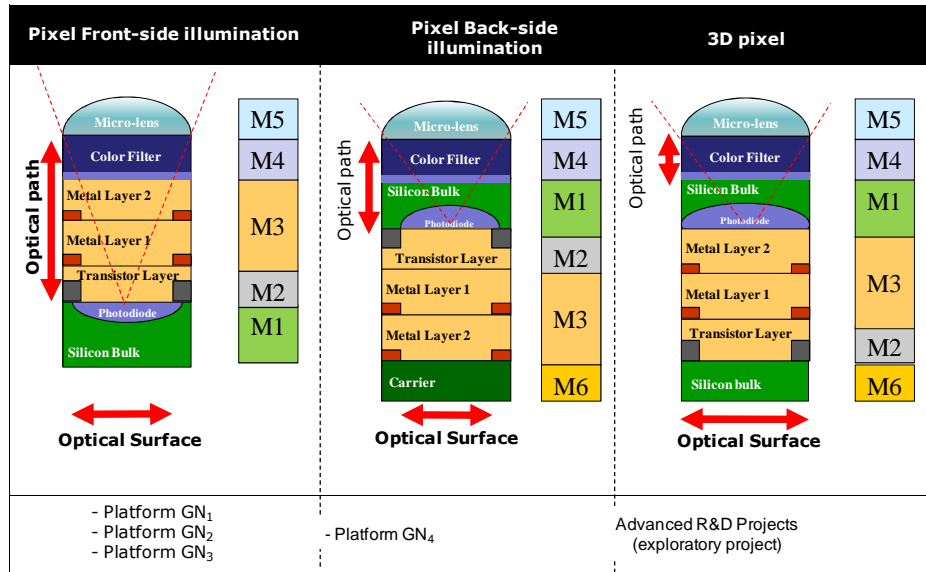 Pixel Front-side illumination
Pixel Back-side
illumination
3D pixel
Micro-lens
Color Filter
Metal Layer 2
Metal Layer 1
Transistor Layer
Photodiode
Silicon Bulk
Optical path
M5
M4
M3
M2
M1
Optical Surface
Micro-lens
Color Filter
Silicon Bulk
Photodiode
Transistor Layer
Metal Layer 1
Metal Layer 2
Carrier
Optical path
M5
M4
M1
M2
M3
M6
Optical Surface
Micro-lens
Color Filter
Silicon Bulk
Photodiode
Metal Layer 2
Metal Layer 1
Transistor Layer
Silicon bulk
Optical path
M5
M4
M1
M3
M2
M6
Optical Surface
- Platform GN₁
- Platform GN₂
- Platform GN₃
- Platform GN₄
Advanced R&D Projects
(exploratory project)